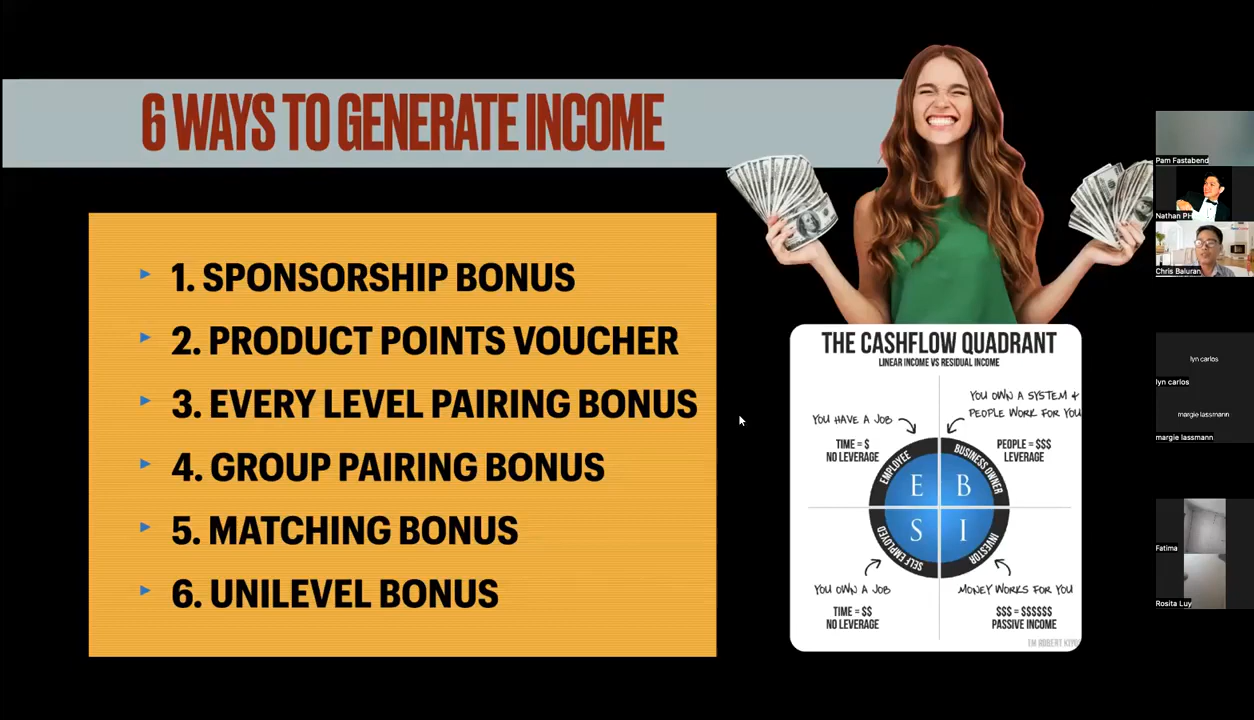 6 WAYS TO GENERATE INCOME
1. SPONSORSHIP BONUS
2. PRODUCT POINTS VOUCHER
3. EVERY LEVEL PAIRING BONUS
4. GROUP PAIRING BONUS
5. MATCHING BONUS
6. UNILEVEL BONUS
THE CASHFLOW QUADRANT
LINEAR INCOME VS RESIDUAL INCOME
YOU HAVE A JOB
TIME = $
NO LEVERAGE
YOU OWN A SYSTEM +
PEOPLE WORK FOR YOU
PEOPLE = $$$
LEVERAGE
EMPLOYEE
BUSINESS OWNER
E B
S I
SELF EMPLOYED
INVESTOR
YOU OWN A JOB
TIME = $$
NO LEVERAGE
MONEY WORKS FOR YOU
$$$ = $$$$$$
PASSIVE INCOME
Pam Fastabend
Nathan PH
Chris Baluran
lyn carlos
lyn carlos
margie lassmann
margie lassmann
Fatima
Rosita Luy